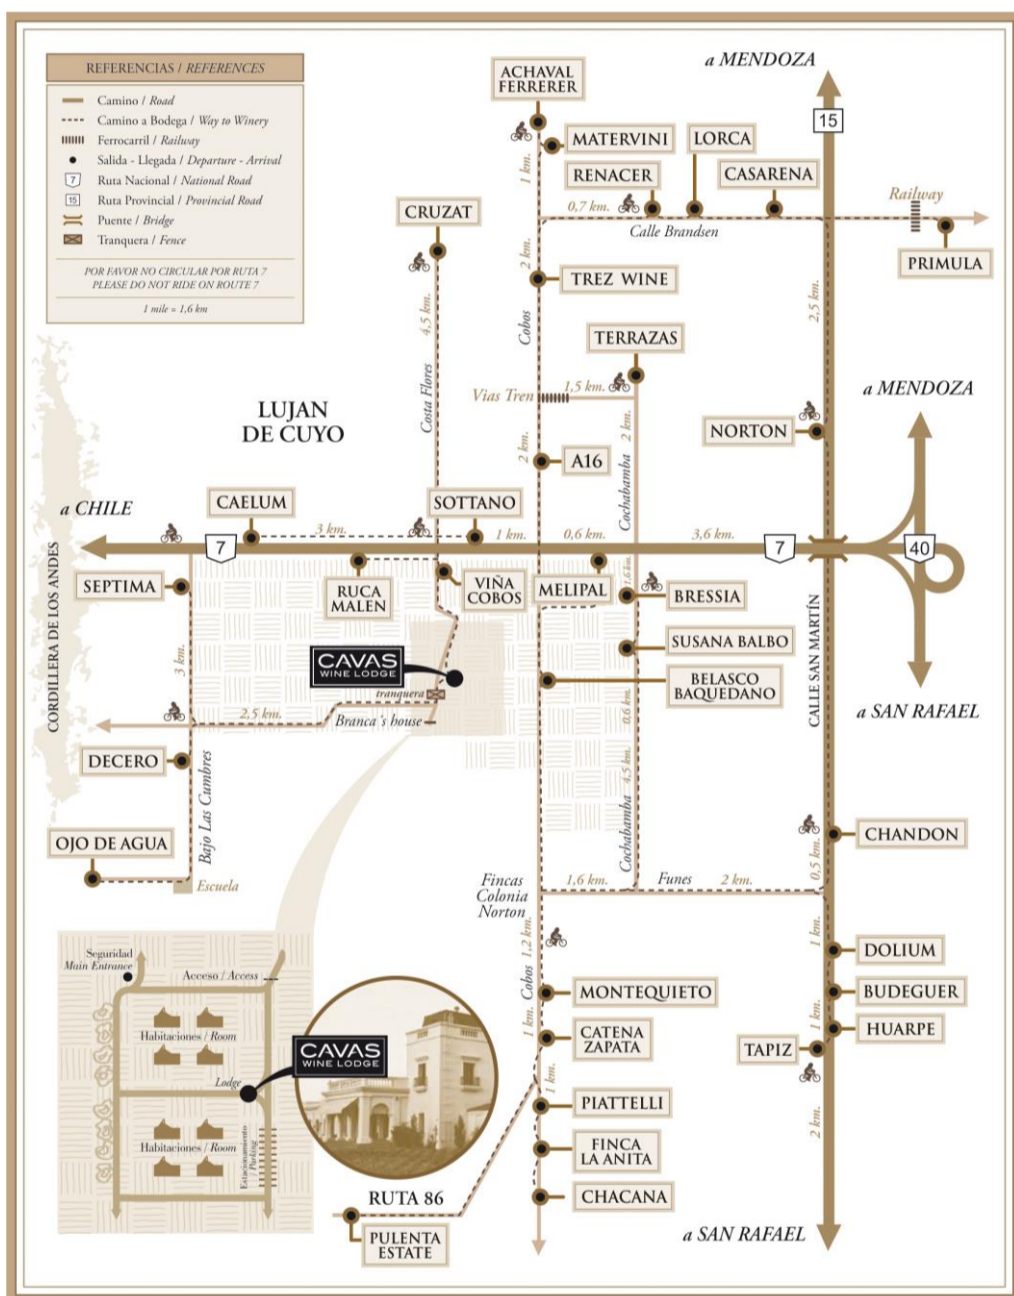 REFERENCIAS / REFERENCES
Camino / Road
Camino a Bodega / Way to Winery
Ferrocarril / Railway
Salida - Llegada / Departure - Arrival
7
Ruta Nacional / National Road
15
Ruta Provincial / Provincial Road
Puente / Bridge
Tranquera / Fence
POR FAVOR NO CIRCULAR POR RUTA 7
PLEASE DO NOT RIDE ON ROUTE 7
1 mile = 1,6 km
a MENDOZA
15
ACHAVAL
FERRERER
MATERVINI
1 km.
RENACER
LORCA
CASARENA
0,7 km.
Calle Brandsen
Railway
PRIMULA
CRUZAT
4,5 km.
Costa Flores
2 km.
TREZ WINE
Cobos
2,5 km.
TERRAZAS
Vias Tren
1,5 km.
2 km.
Cochabamba
a MENDOZA
NORTON
LUJAN
DE CUYO
2 km.
A16
a CHILE
CAELUM
SOTTANO
3 km.
1 km.
0,6 km.
3,6 km.
7
7
40
CORDILLERA DE LOS ANDES
SEPTIMA
RUCA
MALEN
VIÑA
COBOS
MELIPAL
1,6 km.
BRESSIA
SUSANA BALBO
CAVAS
WINE LODGE
BELASCO
BAQUEDANO
CALLE SAN MARTÍN
3 km.
tranquera
0,6 km.
2,5 km.
Branca´s house
a SAN RAFAEL
DECERO
Bajo Las Cumbres
4,5 km.
Cochabamba
CHANDON
OJO DE AGUA
Escuela
0,5 km.
Fincas
Colonia
Norton
1,6 km.
Funes
2 km.
1,2 km.
1 km.
DOLIUM
Seguridad
Main Entrance
Acceso / Access
Cobos
MONTEQUIETO
BUDEGUER
1 km.
1 km.
HUARPE
Habitaciones / Room
CATENA
ZAPATA
TAPIZ
CAVAS
WINE LODGE
Lodge
1 km.
PIATTELLI
2 km.
Habitaciones / Room
Estacionamiento
/ Parking
FINCA
LA ANITA
RUTA 86
CHACANA
PULENTA
ESTATE
a SAN RAFAEL